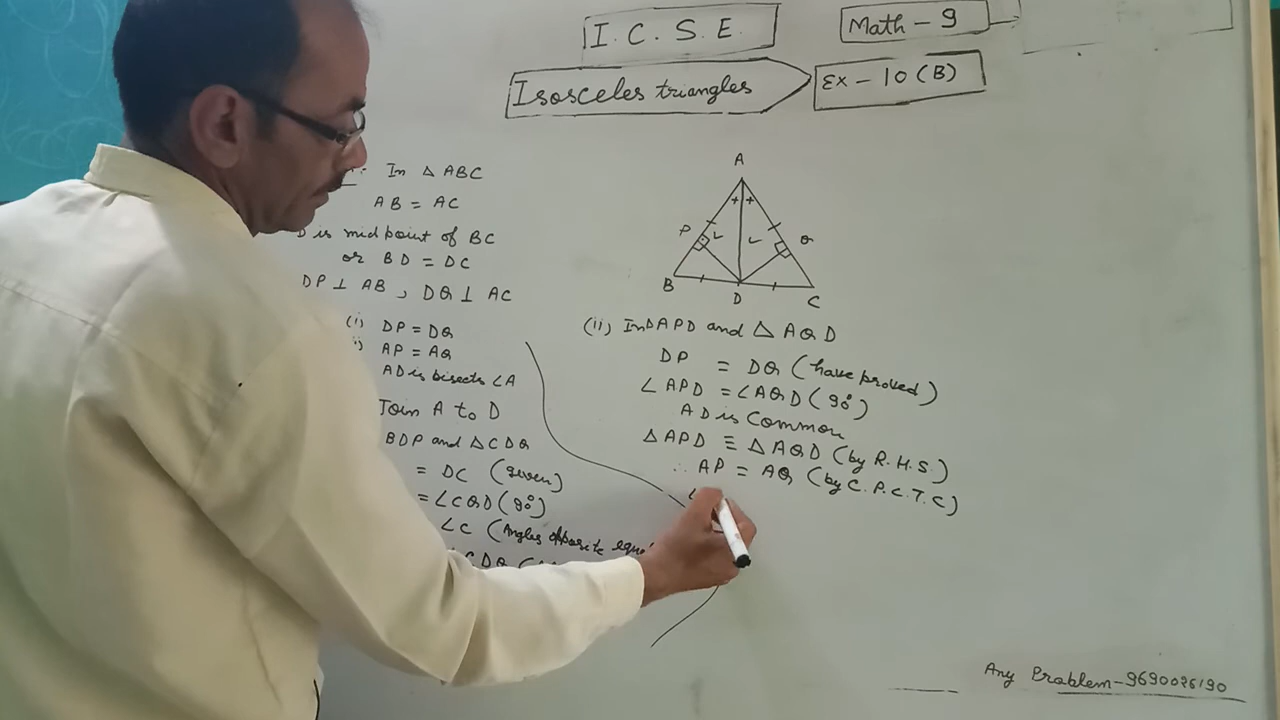 I. C. S. E.
Math - 9
Isosceles triangles
Ex - 10 (B)
In △ ABC
AB = AC
D is mid point of BC
or BD = DC
DP ⊥ AB, DQ ⊥ AC
(i) DP = DQ
AP = AQ
AD is bisects ∠A
Join A to D
BDP and △CDQ
= DC (given)
= ∠CQD (90°)
∠C (Angles opposite
CDQ
A
P
Q
B
D
C
(ii) In △APD and △ AQD
DP = DQ (have proved)
∠APD = ∠AQD (90°)
AD is Common
△APD ≡ △AQD (by R.H.S.)
∴ AP = AQ (by C.P.C.T.C)
∠
Any Problem-9690026190